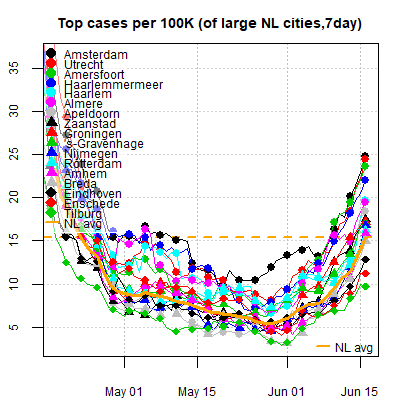 Top cases per 100K (of large NL cities,7day)
35
30
25
20
15
10
5
Amsterdam
Utrecht
Amersfoort
Haarlemmermeer
Haarlem
Almere
Apeldoorn
Zaanstad
Groningen
's-Gravenhage
Nijmegen
Rotterdam
Arnhem
Breda
Eindhoven
Enschede
Tilburg
NL avg
NL avg
May 01
May 15
Jun 01
Jun 15